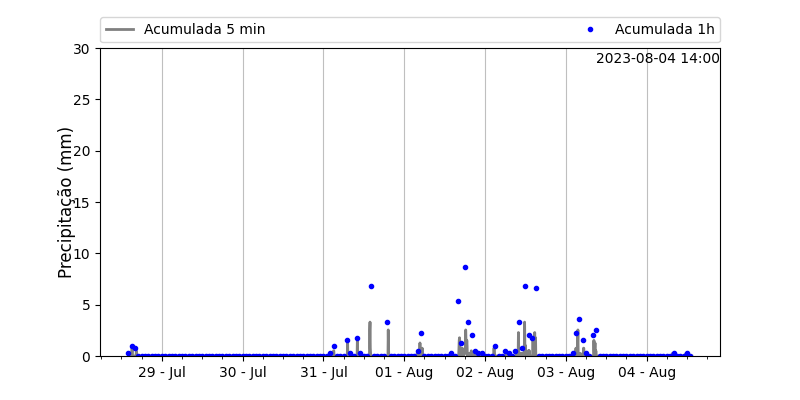 Acumulada 5 min
Acumulada 1h
2023-08-04 14:00
Precipitação (mm)
30
25
20
15
10
5
0
29 - Jul
30 - Jul
31 - Jul
01 - Aug
02 - Aug
03 - Aug
04 - Aug